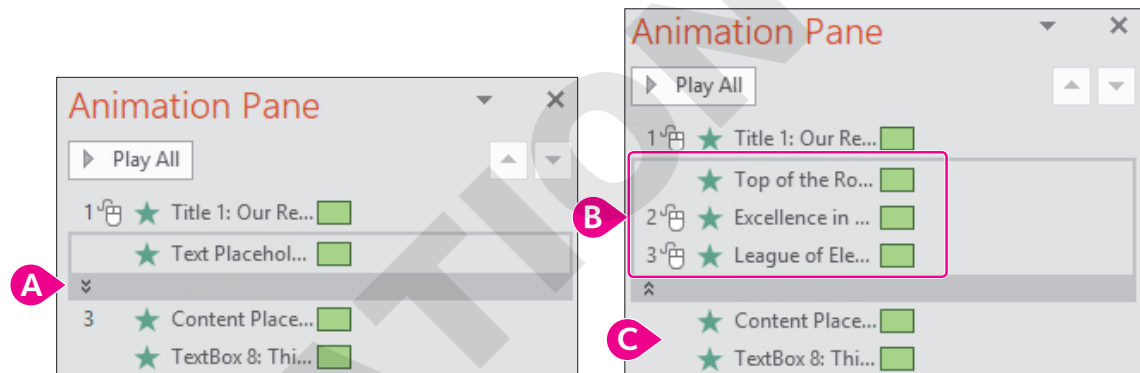 Animation Pane
Play All
1 Title 1: Our Re...
Text Placehol...
A
3 Content Place...
TextBox 8: Thi...
Animation Pane
Play All
1 Title 1: Our Re...
Top of the Ro...
B
2 Excellence in ...
3 League of Ele...
Content Place...
C
TextBox 8: Thi...